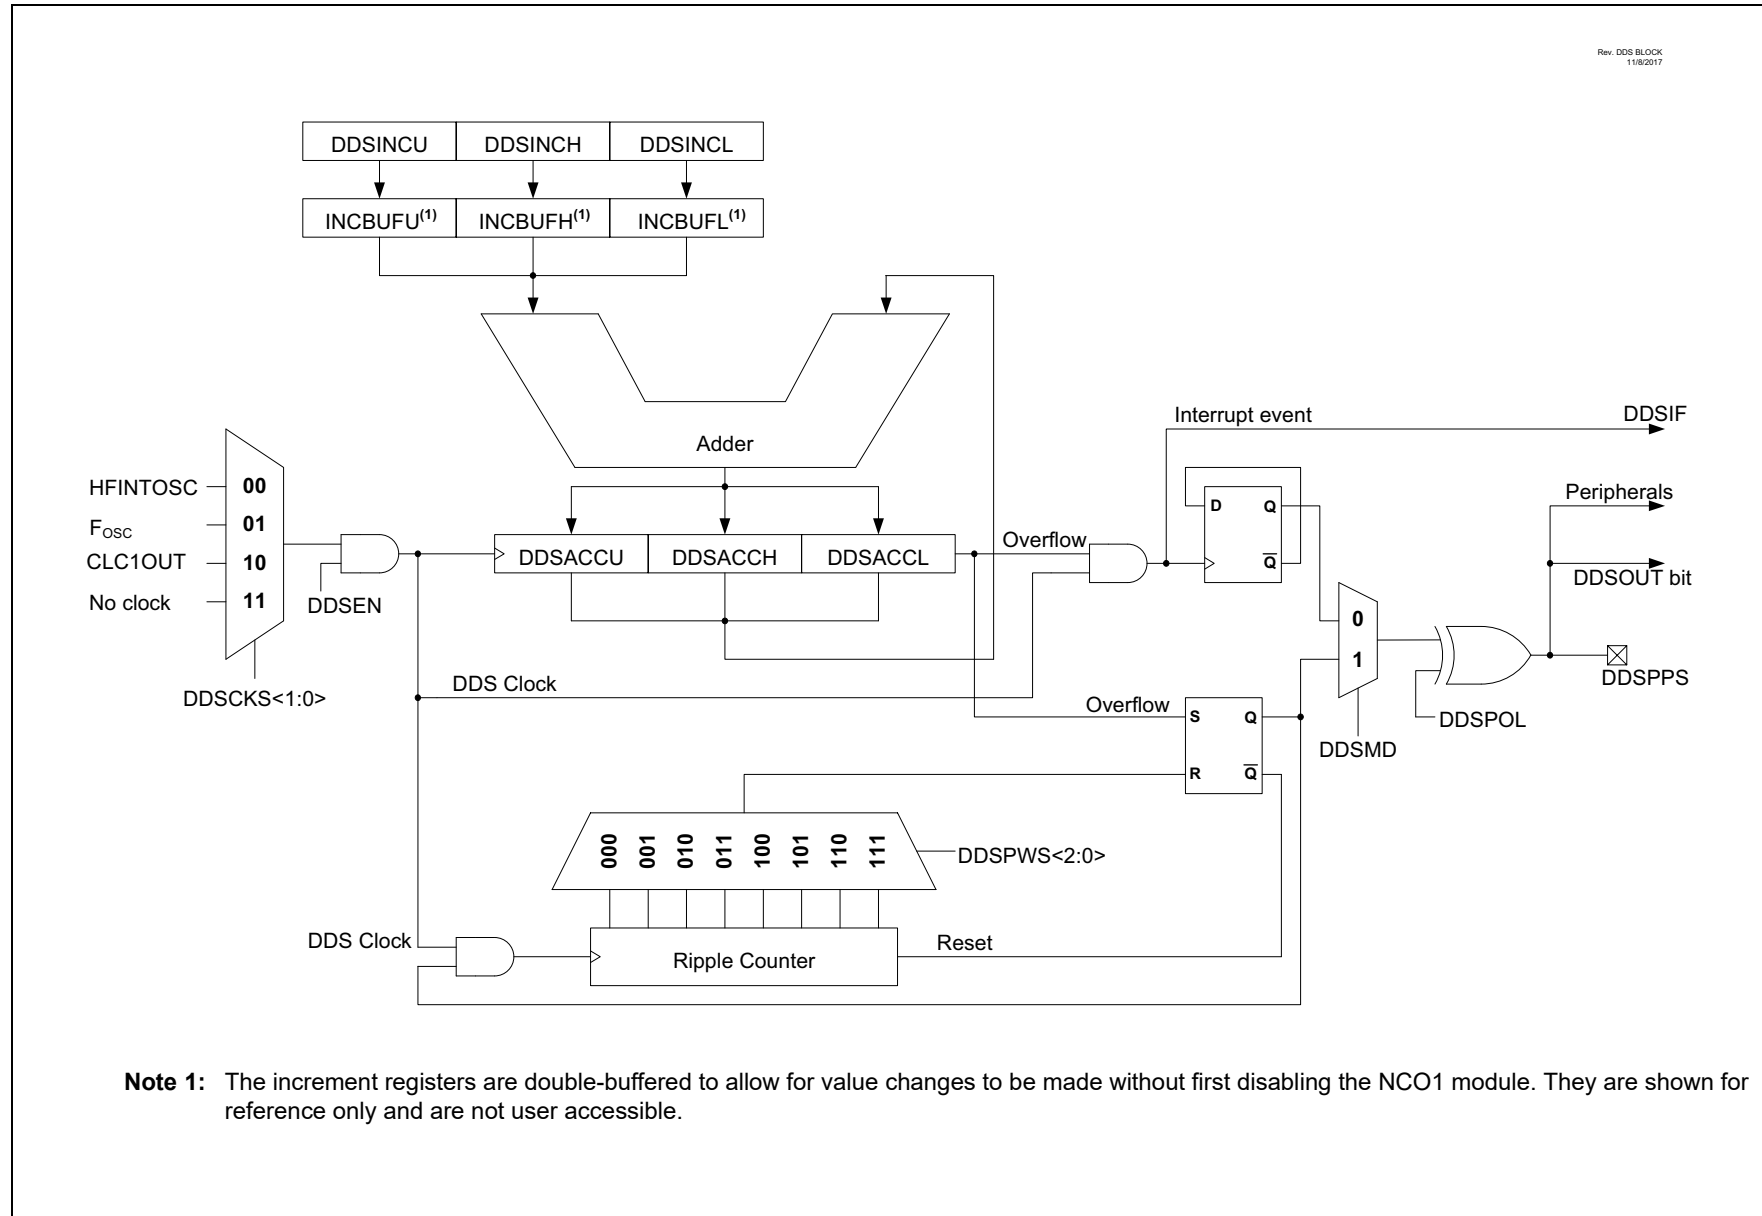 Rev. DDS BLOCK
11/8/2017
DDSINCU DDSINCH DDSINCL
INCBUFU(1) INCBUFH(1) INCBUFL(1)
Adder
Interrupt event DDSIF
HFINTOSC 00
FOSC 01
CLC1OUT 10
No clock 11
DDSEN
DDSCKS<1:0>
DDSACCU DDSACCH DDSACCL
Overflow
D Q
Q
Peripherals
DDSOUT bit
DDSPPS
0
1
DDSMD
DDSPOL
DDS Clock
Overflow
S Q
R Q
000 001 010 011 100 101 110 111
DDSPWS<2:0>
DDS Clock
Ripple Counter
Reset
Note 1: The increment registers are double-buffered to allow for value changes to be made without first disabling the NCO1 module. They are shown for
reference only and are not user accessible.